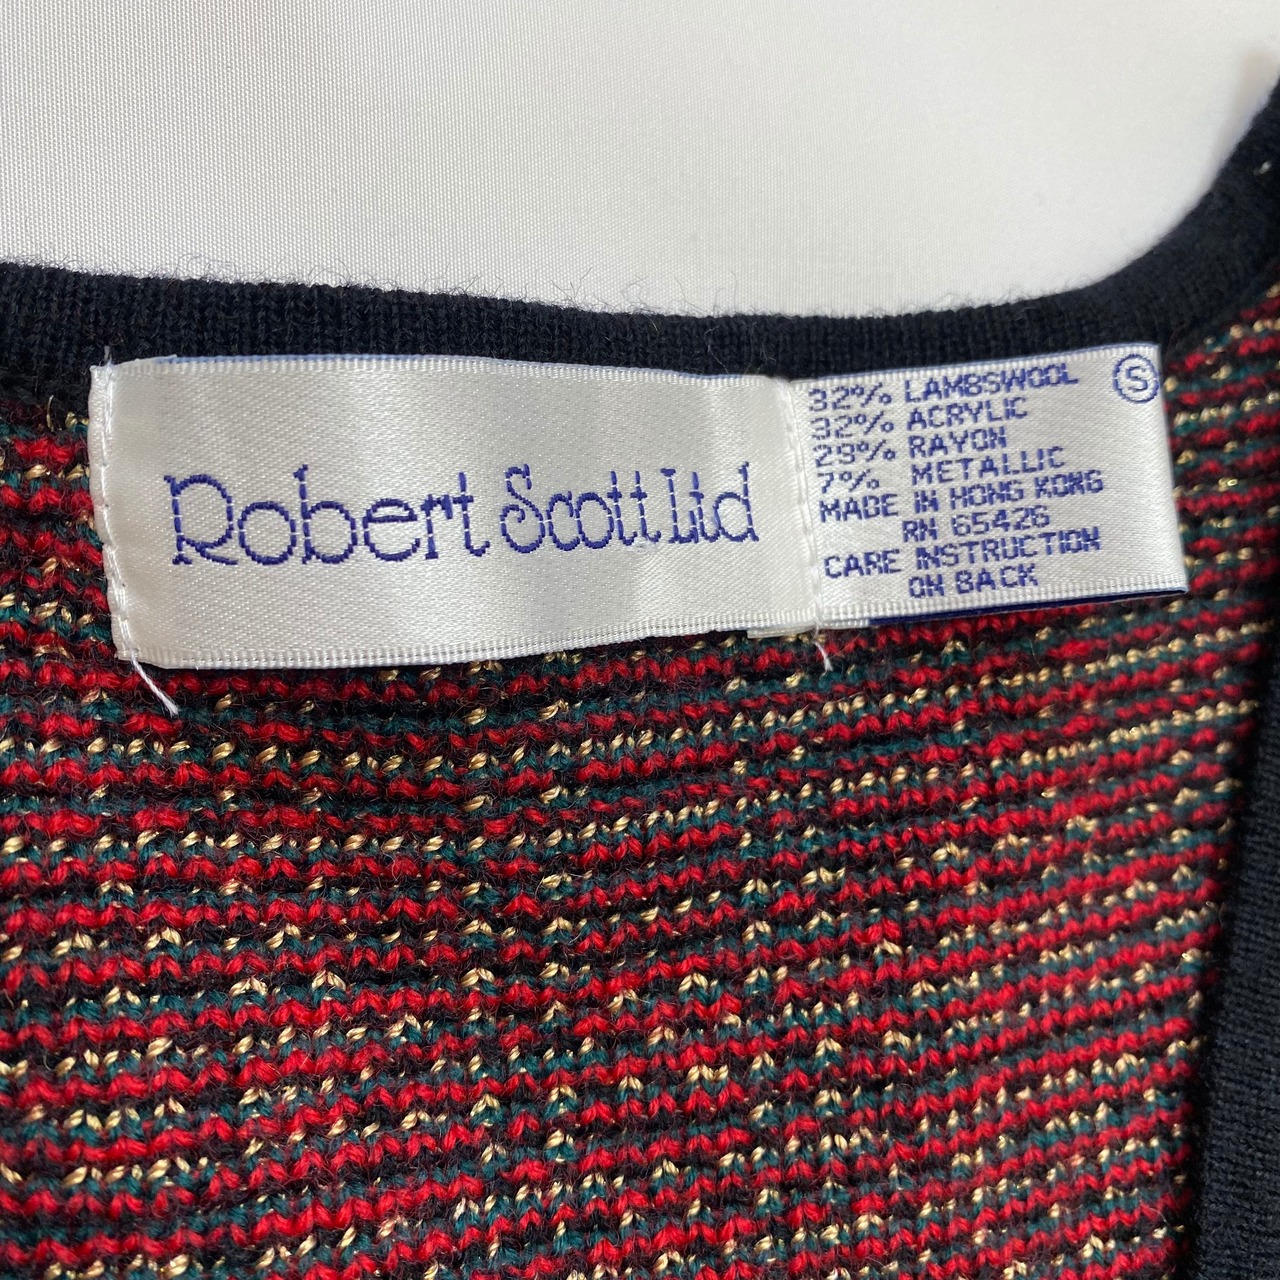 Robert Scott Ltd
S
32% LAMBSWOOL
32% ACRYLIC
29% RAYON
7% METALLIC
MADE IN HONG KONG
RN 65426
CARE INSTRUCTION
ON BACK